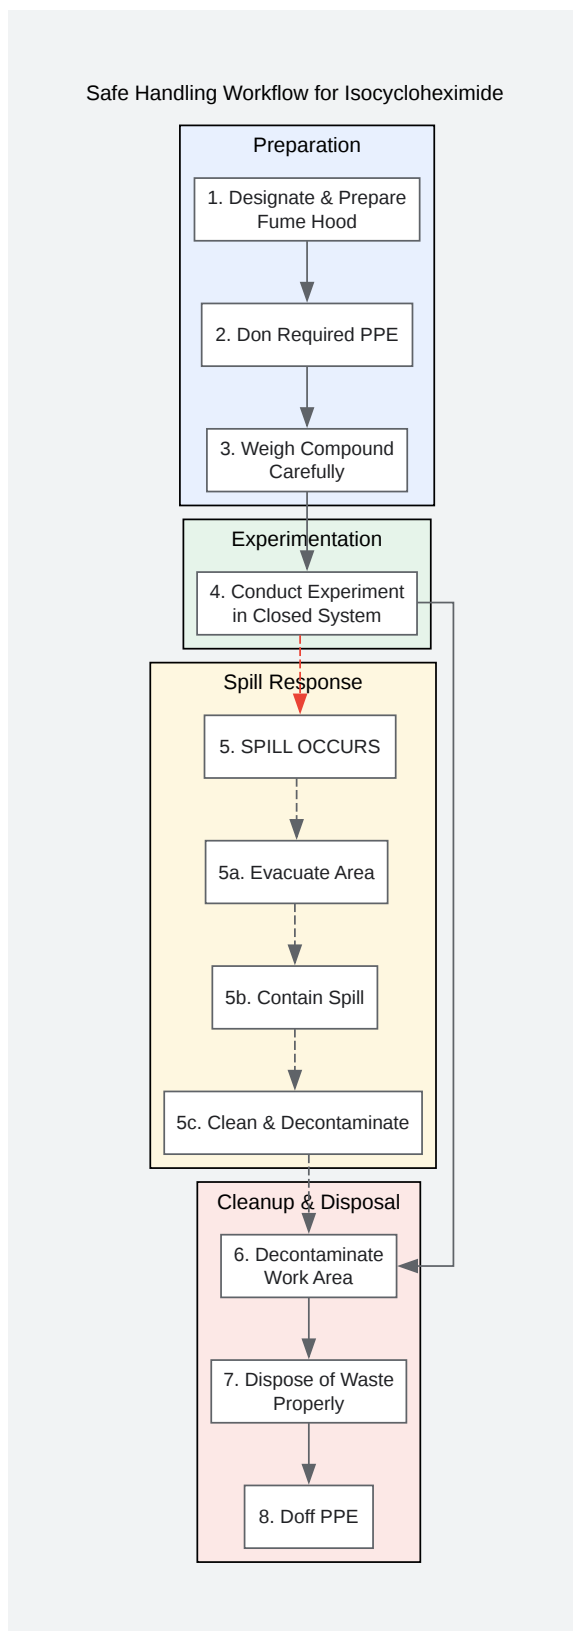 Safe Handling Workflow for Isocycloheximide
Preparation
1. Designate & Prepare
Fume Hood
2. Don Required PPE
3. Weigh Compound
Carefully
Experimentation
4. Conduct Experiment
in Closed System
Spill Response
5. SPILL OCCURS
5a. Evacuate Area
5b. Contain Spill
5c. Clean & Decontaminate
Cleanup & Disposal
6. Decontaminate
Work Area
7. Dispose of Waste
Properly
8. Doff PPE